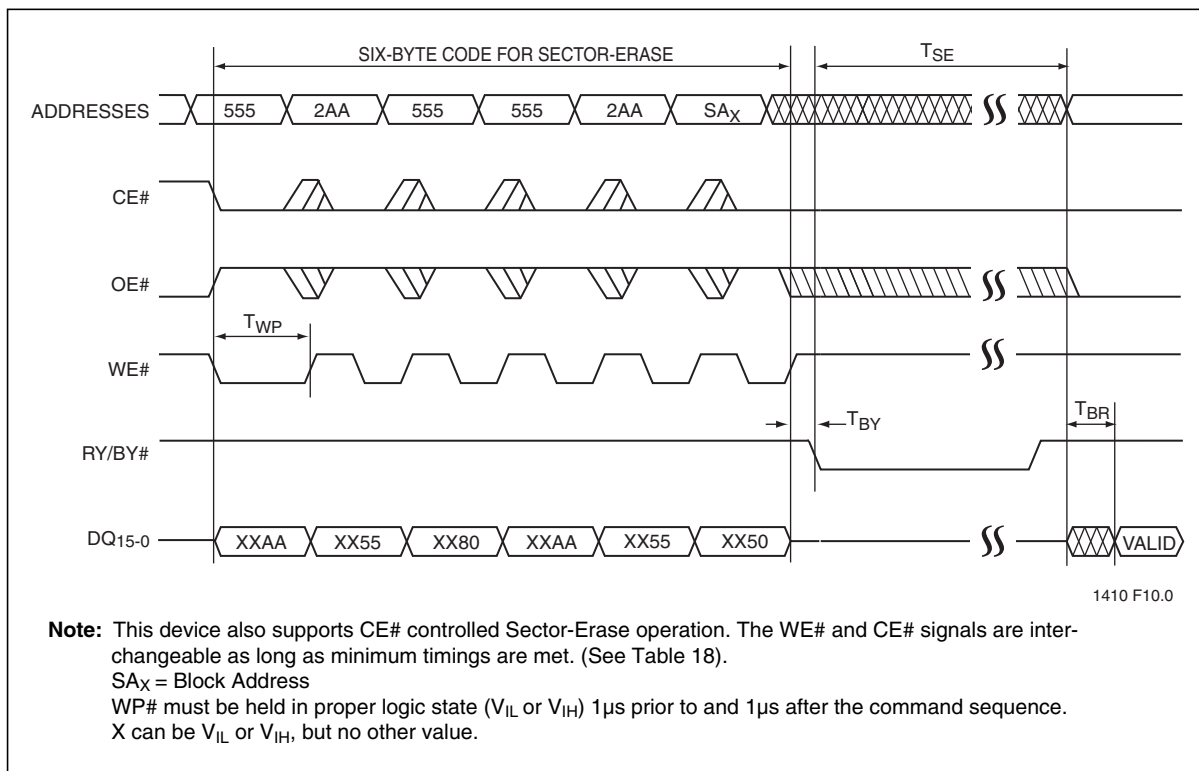 SIX-BYTE CODE FOR SECTOR-ERASE
TSE
ADDRESSES 555 2AA 555 555 2AA SAX
CE#
OE#
TWP
WE#
TBY
TBR
RY/BY#
DQ15-0 XXAA XX55 XX80 XXAA XX55 XX50 VALID
1410 F10.0
Note: This device also supports CE# controlled Sector-Erase operation. The WE# and CE# signals are inter-
changeable as long as minimum timings are met. (See Table 18).
SAX = Block Address
WP# must be held in proper logic state (VIL or VIH) 1µs prior to and 1µs after the command sequence.
X can be VIL or VIH, but no other value.